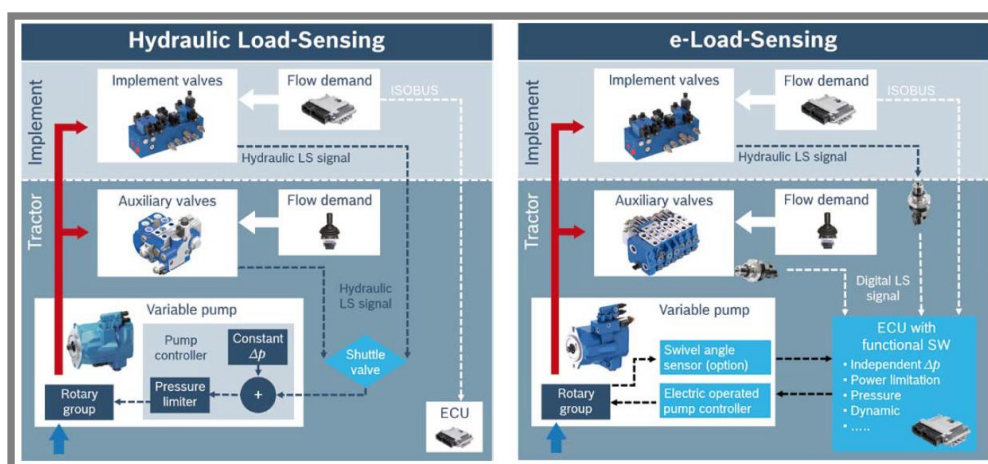 Hydraulic Load-Sensing
Implement
Implement valves
Flow demand
ISOBUS
Hydraulic LS signal
Tractor
Auxiliary valves
Flow demand
Hydraulic
LS signal
Variable pump
Pump
controller
Constant
Δp
Shuttle
valve
Rotary
group
Pressure
limiter
+
ECU
e-Load-Sensing
Implement
Implement valves
Flow demand
ISOBUS
Hydraulic LS signal
Tractor
Auxiliary valves
Flow demand
Digital LS
signal
Variable pump
Swivel angle
sensor (option)
Rotary
group
Electric operated
pump controller
ECU with
functional SW
• Independent Δp
• Power limitation
• Pressure
• Dynamic
• .....